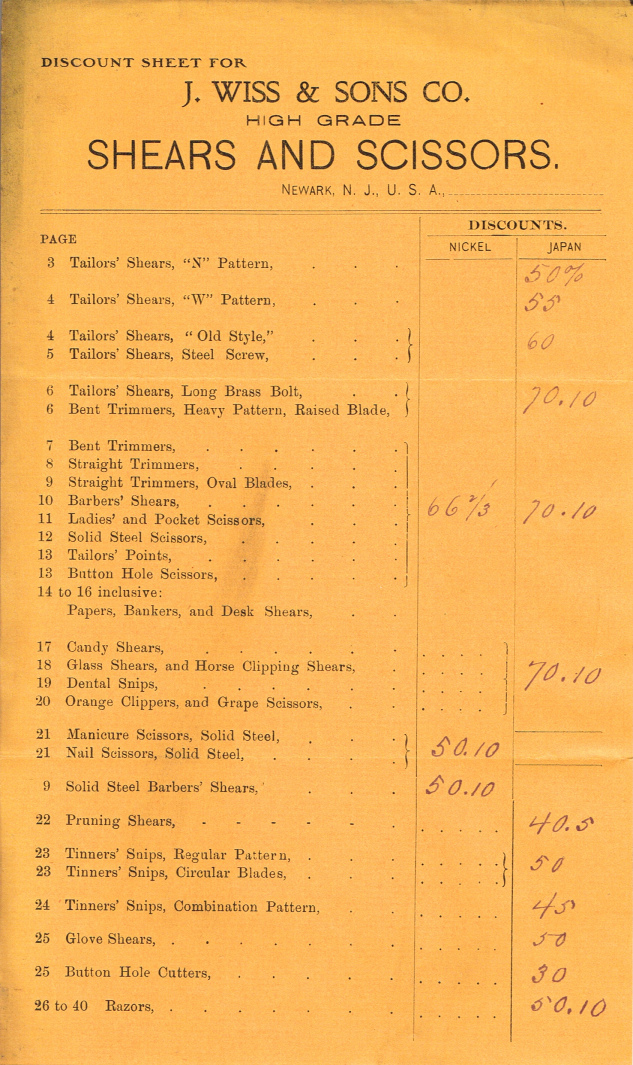 DISCOUNT SHEET FOR
J. WISS & SONS CO.
HIGH GRADE
SHEARS AND SCISSORS.
NEWARK, N. J., U. S. A.,
DISCOUNTS.
PAGE NICKEL JAPAN
3 Tailors' Shears, "N" Pattern, . . . 50%
4 Tailors' Shears, "W" Pattern, . . . 55
4 Tailors' Shears, "Old Style," . . . 60
5 Tailors' Shears, Steel Screw, . . .
6 Tailors' Shears, Long Brass Bolt, . . 70.10
6 Bent Trimmers, Heavy Pattern, Raised Blade,
7 Bent Trimmers, . . . . . .
8 Straight Trimmers, . . . . .
9 Straight Trimmers, Oval Blades, . . .
10 Barbers' Shears, . . . . . . 66 2/3 70.10
11 Ladies' and Pocket Scissors, . . .
12 Solid Steel Scissors, . . . . .
13 Tailors' Points, . . . . . .
13 Button Hole Scissors, . . . . .
14 to 16 inclusive:
Papers, Bankers, and Desk Shears, . .
17 Candy Shears, . . . . . . . . . .
18 Glass Shears, and Horse Clipping Shears, . . . . . 70.10
19 Dental Snips, . . . . . . . . . .
20 Orange Clippers, and Grape Scissors, . . . . . .
21 Manicure Scissors, Solid Steel, . . . 50.10
21 Nail Scissors, Solid Steel, . . . .
9 Solid Steel Barbers' Shears, . . . 50.10
22 Pruning Shears, - - - - . . . . . . 40.5
23 Tinners' Snips, Regular Pattern, . . . . . . . 50
23 Tinners' Snips, Circular Blades, . . . . . . .
24 Tinners' Snips, Combination Pattern, . . . . . . 45
25 Glove Shears, . . . . . . . . . . . 50
25 Button Hole Cutters, . . . . . . . . . 30
26 to 40 Razors, . . . . . . . . . . . 50.10